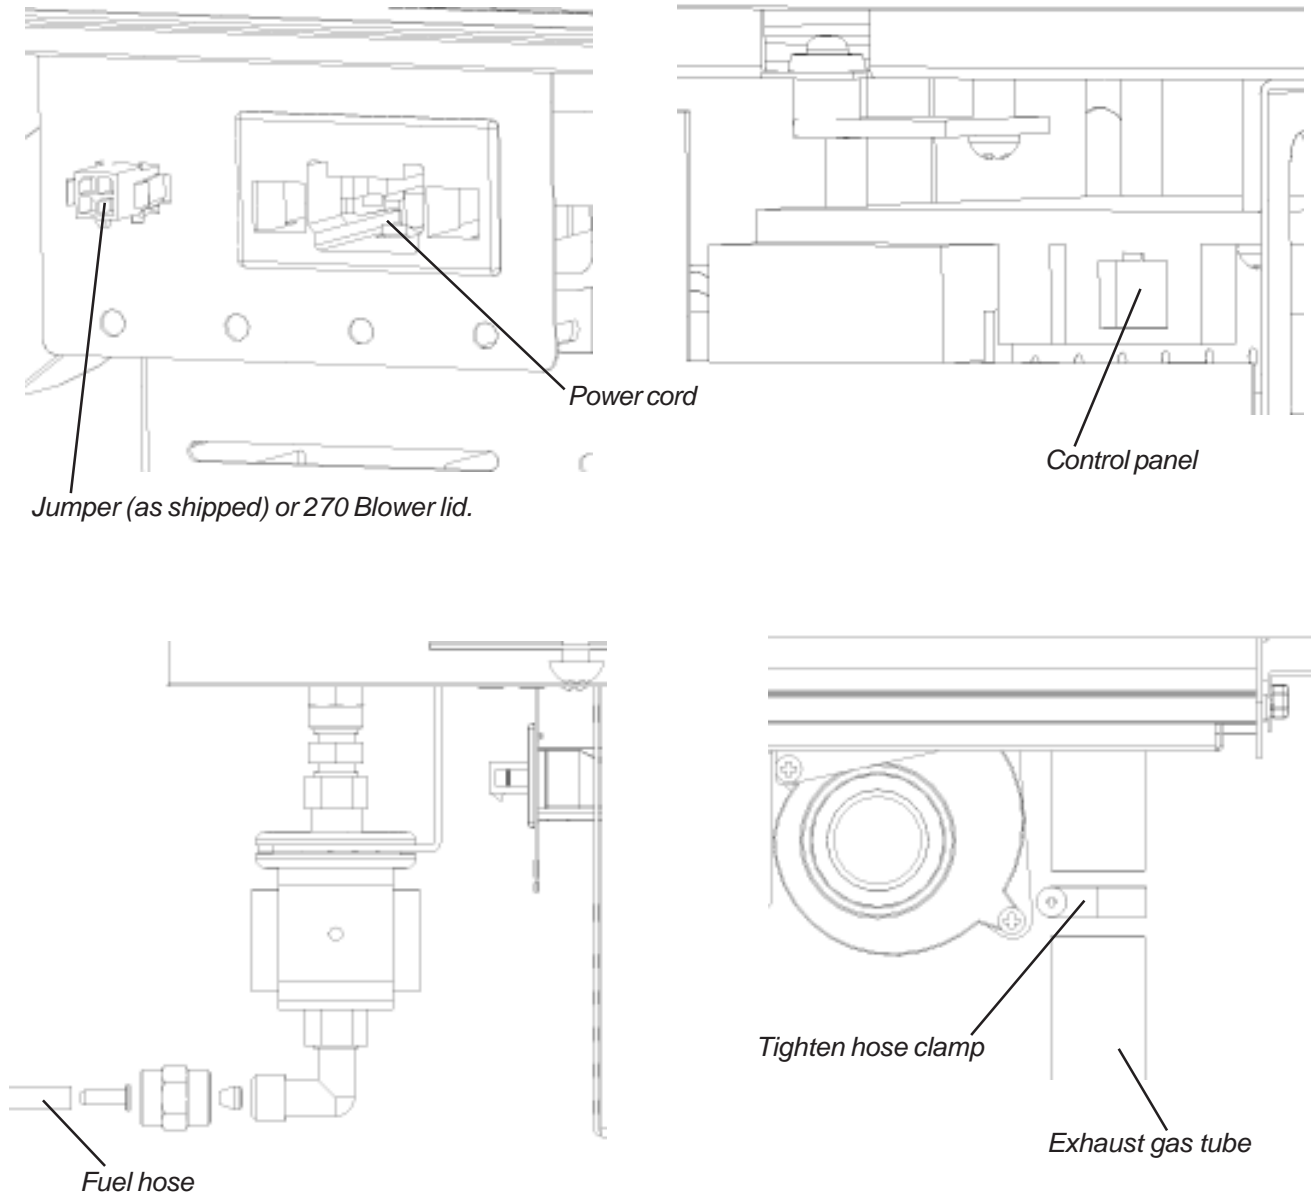 Power cord
Control panel
Jumper (as shipped) or 270 Blower lid.
Tighten hose clamp
Exhaust gas tube
Fuel hose